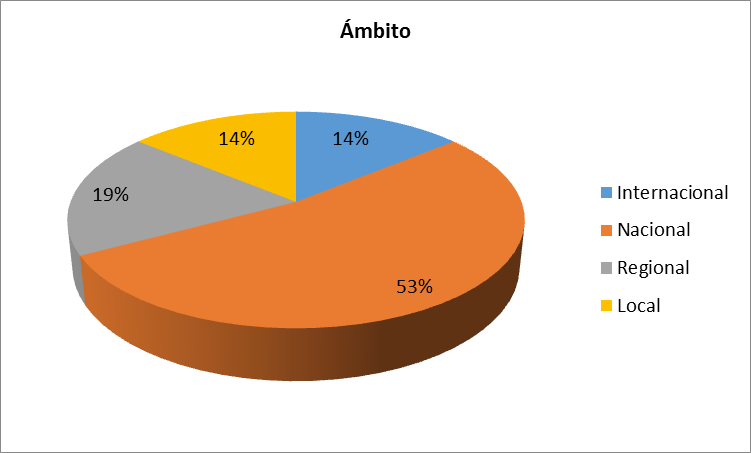 Ámbito
14%
14%
19%
53%
Internacional
Nacional
Regional
Local